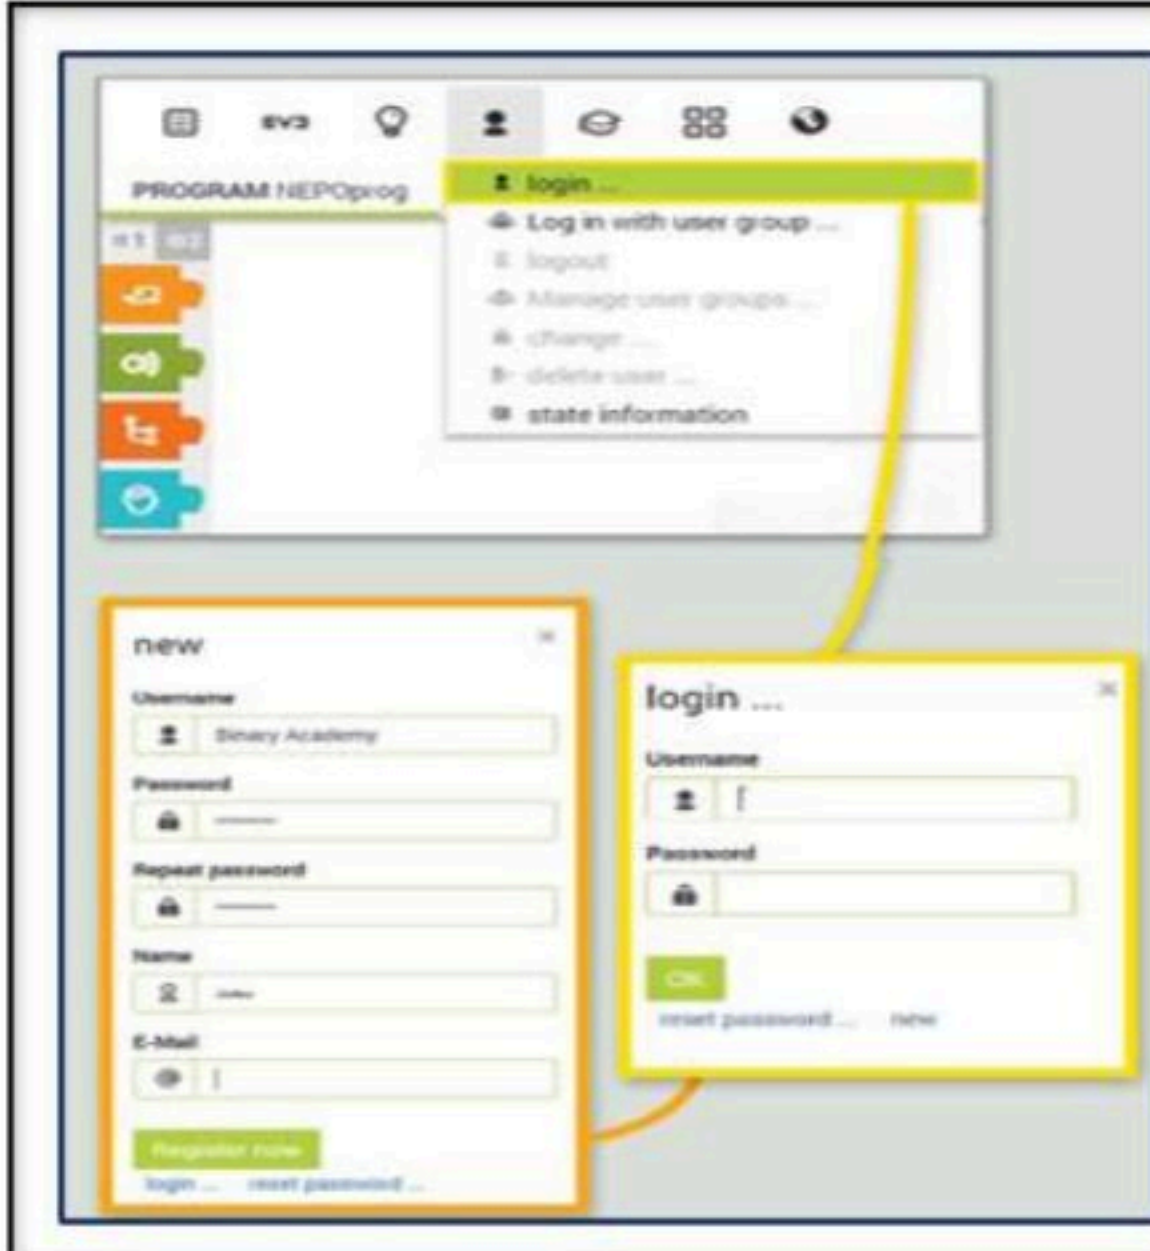 EV3
PROGRAM NEPOprog
login ...
Log in with user group ...
logout
Manage user groups ...
change ...
delete user ...
state information
new
Username
Binary Academy
Password
Repeat password
Name
E-Mail
Register now
login ... reset password ...
login ...
Username
Password
OK
reset password ... new